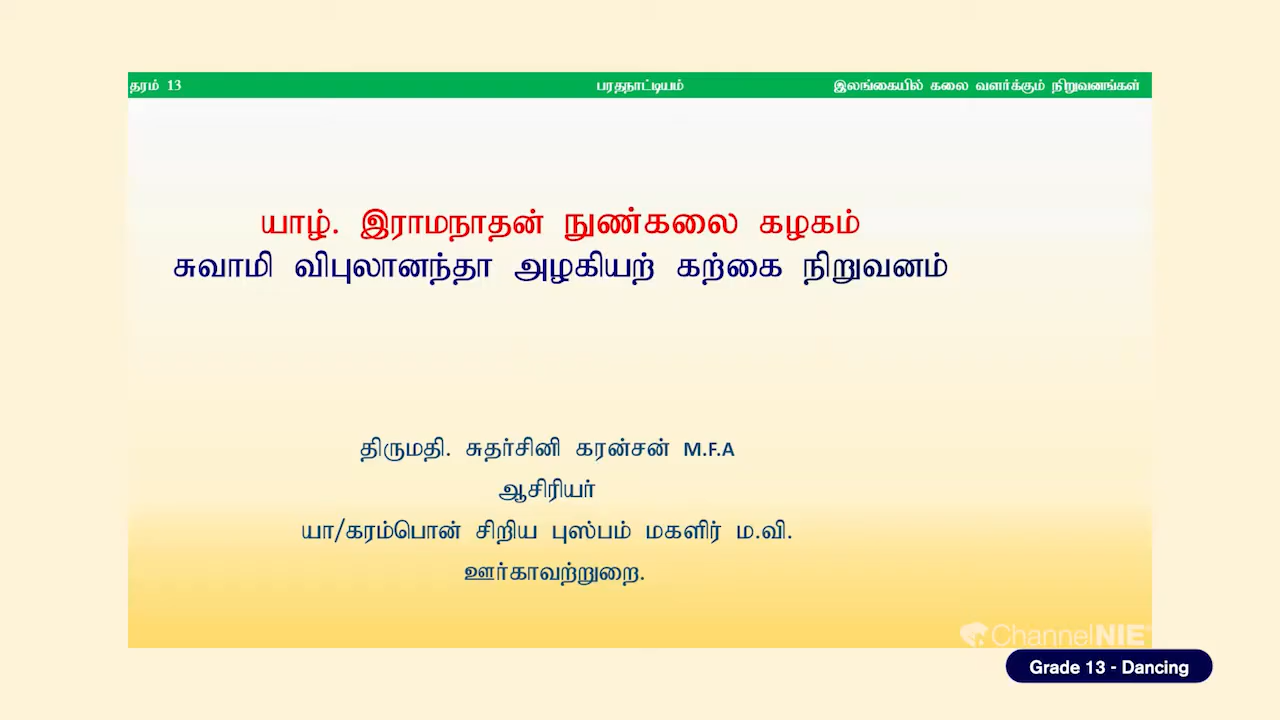 தரம் 13 பரதநாட்டியம் இலங்கையில் கலை வளர்க்கும் நிறுவனங்கள்
யாழ். இராமநாதன் நுண்கலை கழகம்
சுவாமி விபுலானந்தா அழகியற் கற்கை நிறுவனம்
திருமதி. சுதர்சினி கரன்சன் M.F.A
ஆசிரியர்
யா/கரம்பொன் சிறிய புஸ்பம் மகளிர் ம.வி.
ஊர்காவற்றுறை.
ChannelNIE
Grade 13 - Dancing